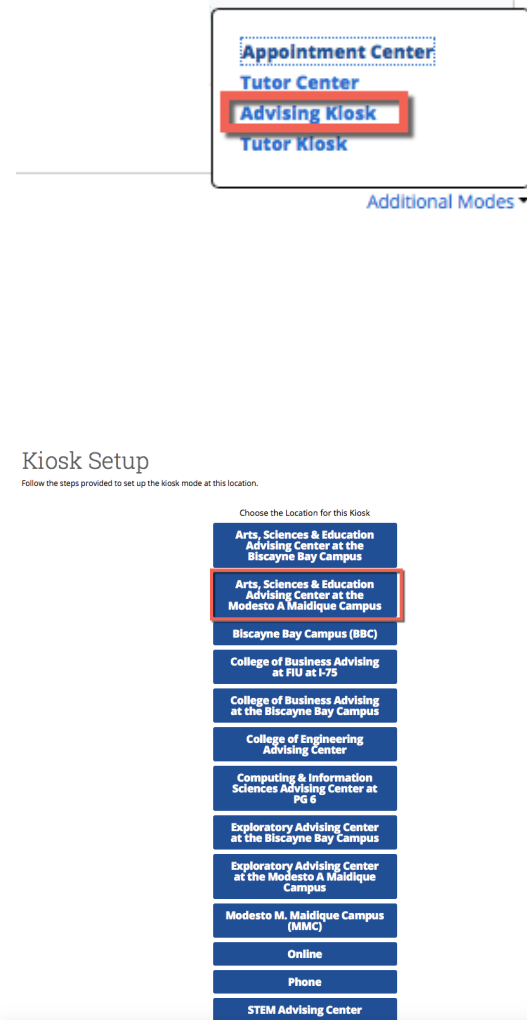 Appointment Center
Tutor Center
Advising Kiosk
Tutor Kiosk
Additional Modes
Kiosk Setup
Follow the steps provided to set up the kiosk mode at this location.
Choose the Location for this Kiosk
Arts, Sciences & Education
Advising Center at the
Biscayne Bay Campus
Arts, Sciences & Education
Advising Center at the
Modesto A Maidique Campus
Biscayne Bay Campus (BBC)
College of Business Advising
at FIU at I-75
College of Business Advising
at the Biscayne Bay Campus
College of Engineering
Advising Center
Computing & Information
Sciences Advising Center at
PG 6
Exploratory Advising Center
at the Biscayne Bay Campus
Exploratory Advising Center
at the Modesto A Maidique
Campus
Modesto M. Maidique Campus
(MMC)
Online
Phone
STEM Advising Center